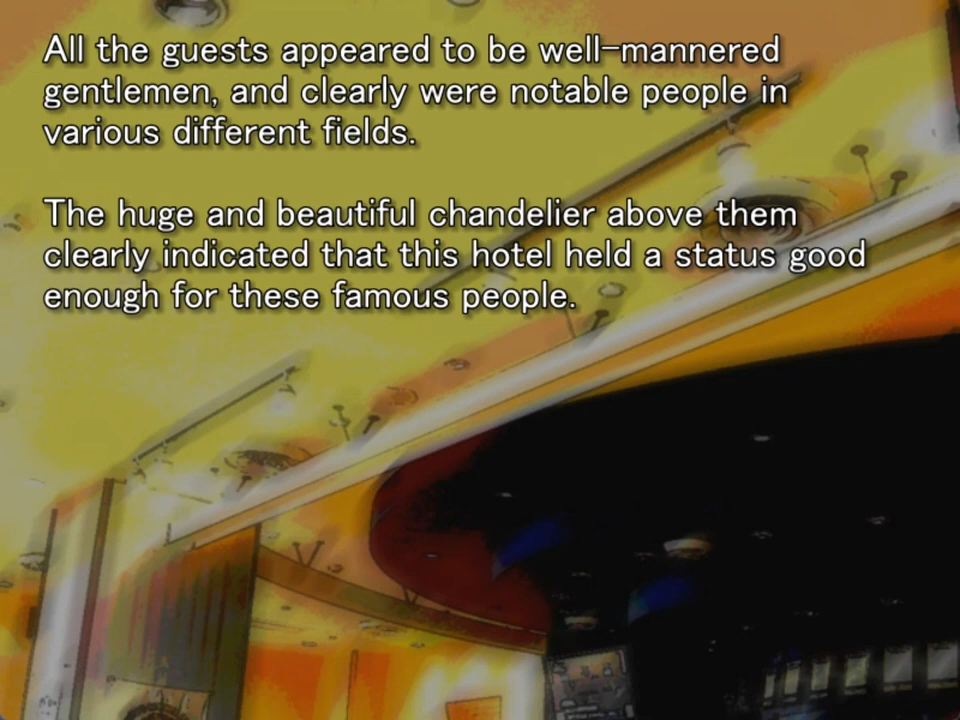 All the guests appeared to be well-mannered
gentlemen, and clearly were notable people in
various different fields.
The huge and beautiful chandelier above them
clearly indicated that this hotel held a status good
enough for these famous people.